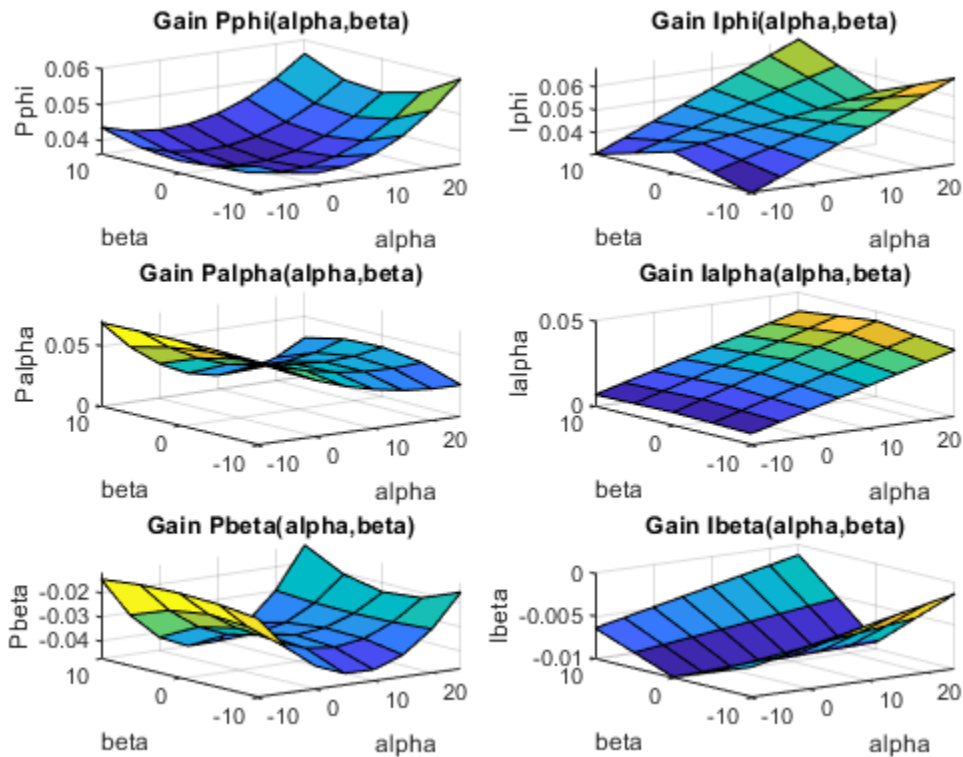 Gain Pphi(alpha,beta)
0.06
0.05
0.04
Pphi
10
0
-10
beta
-10
0
10
20
alpha
Gain Iphi(alpha,beta)
0.06
0.05
0.04
Iphi
10
0
-10
beta
-10
0
10
20
alpha
Gain Palpha(alpha,beta)
0.05
0
Palpha
10
0
-10
beta
-10
0
10
20
alpha
Gain Ialpha(alpha,beta)
0.05
0
Ialpha
10
0
-10
beta
-10
0
10
20
alpha
Gain Pbeta(alpha,beta)
-0.02
-0.03
-0.04
Pbeta
10
0
-10
beta
-10
0
10
20
alpha
Gain Ibeta(alpha,beta)
0
-0.005
-0.01
Ibeta
10
0
-10
beta
-10
0
10
20
alpha